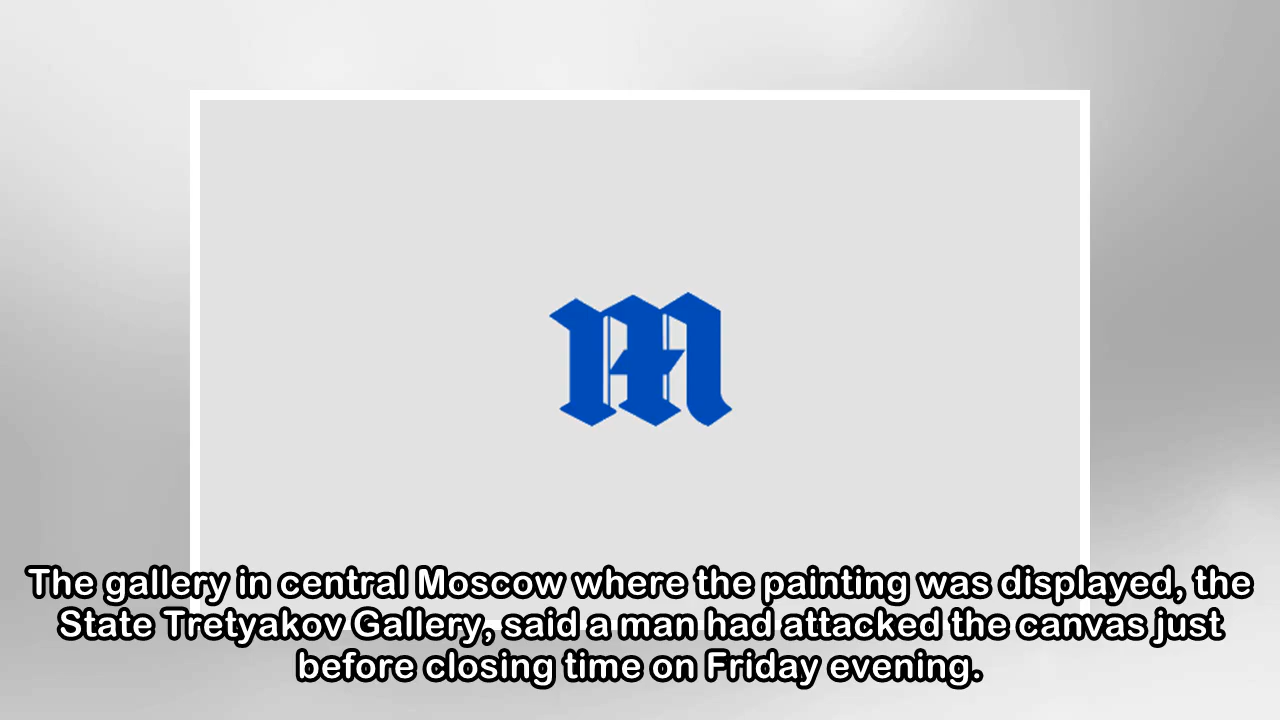 m
The gallery in central Moscow where the painting was displayed, the
State Tretyakov Gallery, said a man had attacked the canvas just
before closing time on Friday evening.